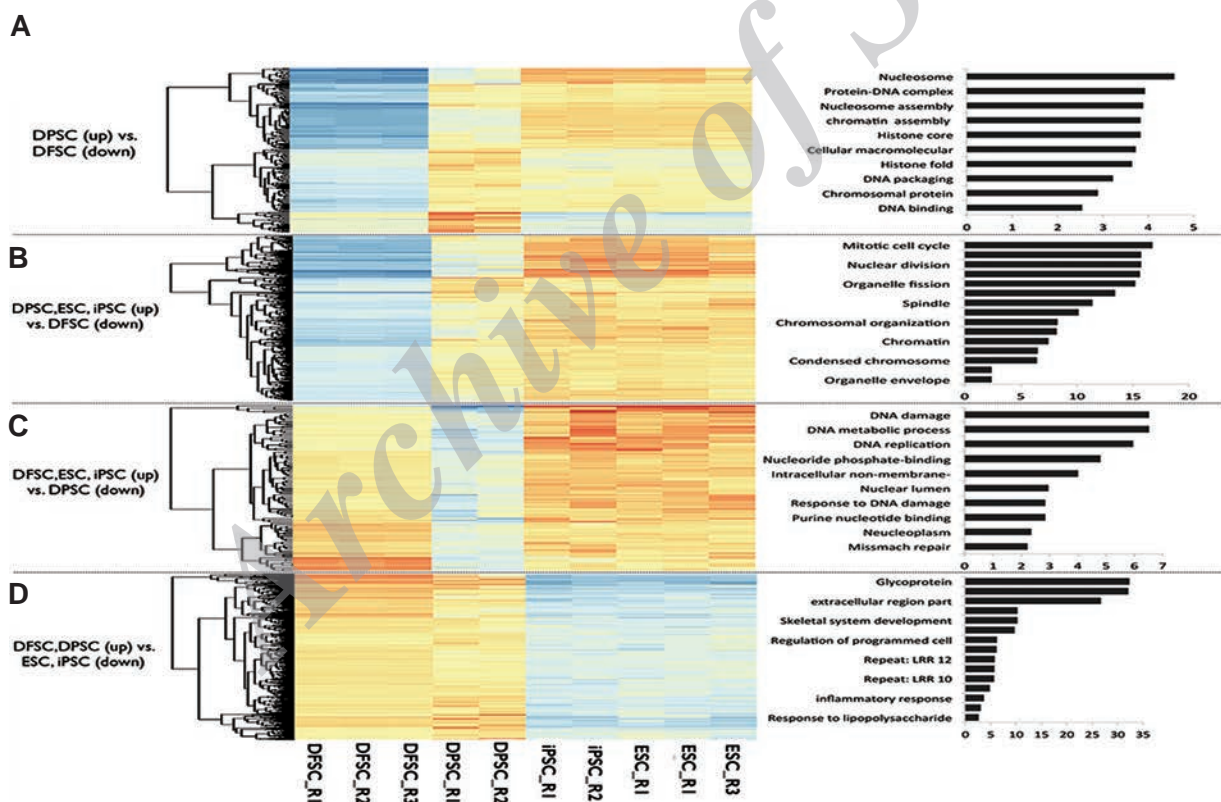 A
DPSC (up) vs.
DFSC (down)
Nucleosome
Protein-DNA complex
Nucleosome assembly
chromatin assembly
Histone core
Cellular macromolecular
Histone fold
DNA packaging
Chromosomal protein
DNA binding
0 1 2 3 4 5
B
DPSC,ESC, iPSC (up)
vs. DFSC (down)
Mitotic cell cycle
Nuclear division
Organelle fission
Spindle
Chromosomal organization
Chromatin
Condensed chromosome
Organelle envelope
0 5 10 15 20
C
DFSC,ESC, iPSC (up)
vs. DPSC (down)
DNA damage
DNA metabolic process
DNA replication
Nucleoride phosphate-binding
Intracellular non-membrane-
Nuclear lumen
Response to DNA damage
Purine nucleotide binding
Neucleoplasm
Missmach repair
0 1 2 3 4 5 6 7
D
DFSC,DPSC (up) vs.
ESC, iPSC (down)
Glycoprotein
extracellular region part
Skeletal system development
Regulation of programmed cell
Repeat: LRR 12
Repeat: LRR 10
inflammatory response
Response to lipopolysaccharide
0 5 10 15 20 25 30 35
DFSC_R1
DFSC_R2
DFSC_R3
DPSC_R1
DPSC_R2
iPSC_R1
iPSC_R2
ESC_R1
ESC_R1
ESC_R3
Archive of S